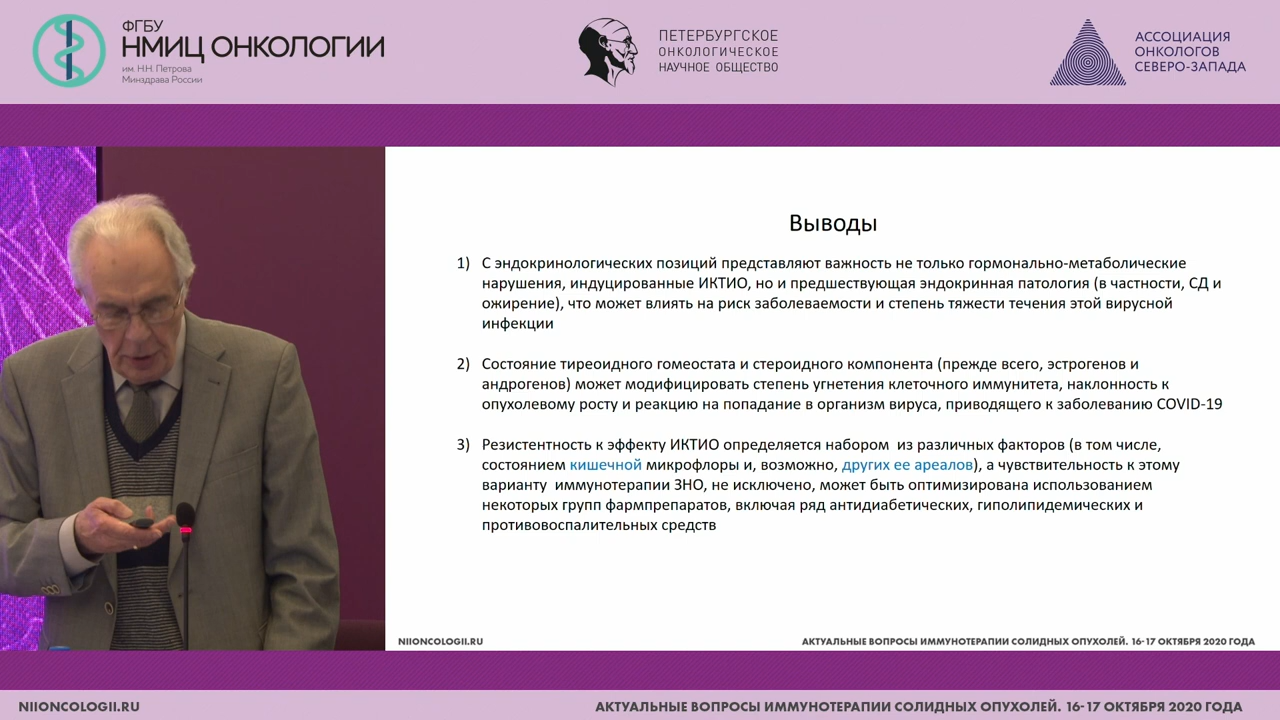 ФГБУ
НМИЦ ОНКОЛОГИИ
им. Н.Н. Петрова
Минздрава России
ПЕТЕРБУРГСКОЕ
ОНКОЛОГИЧЕСКОЕ
НАУЧНОЕ ОБЩЕСТВО
АССОЦИАЦИЯ
ОНКОЛОГОВ
СЕВЕРО-ЗАПАДА
Выводы
1) С эндокринологических позиций представляют важность не только гормонально-метаболические
нарушения, индуцированные ИКТИО, но и предшествующая эндокринная патология (в частности, СД и
ожирение), что может влиять на риск заболеваемости и степень тяжести течения этой вирусной
инфекции
2) Состояние тиреоидного гомеостата и стероидного компонента (прежде всего, эстрогенов и
андрогенов) может модифицировать степень угнетения клеточного иммунитета, наклонность к
опухолевому росту и реакцию на попадание в организм вируса, приводящего к заболеванию COVID-19
3) Резистентность к эффекту ИКТИО определяется набором из различных факторов (в том числе,
состоянием кишечной микрофлоры и, возможно, других ее ареалов), а чувствительность к этому
варианту иммунотерапии ЗНО, не исключено, может быть оптимизирована использованием
некоторых групп фармпрепаратов, включая ряд антидиабетических, гиполипидемических и
противовоспалительных средств
NIIONCOLOGII.RU
АКТУАЛЬНЫЕ ВОПРОСЫ ИММУНОТЕРАПИИ СОЛИДНЫХ ОПУХОЛЕЙ. 16-17 ОКТЯБРЯ 2020 ГОДА
NIIONCOLOGII.RU
АКТУАЛЬНЫЕ ВОПРОСЫ ИММУНОТЕРАПИИ СОЛИДНЫХ ОПУХОЛЕЙ. 16-17 ОКТЯБРЯ 2020 ГОДА